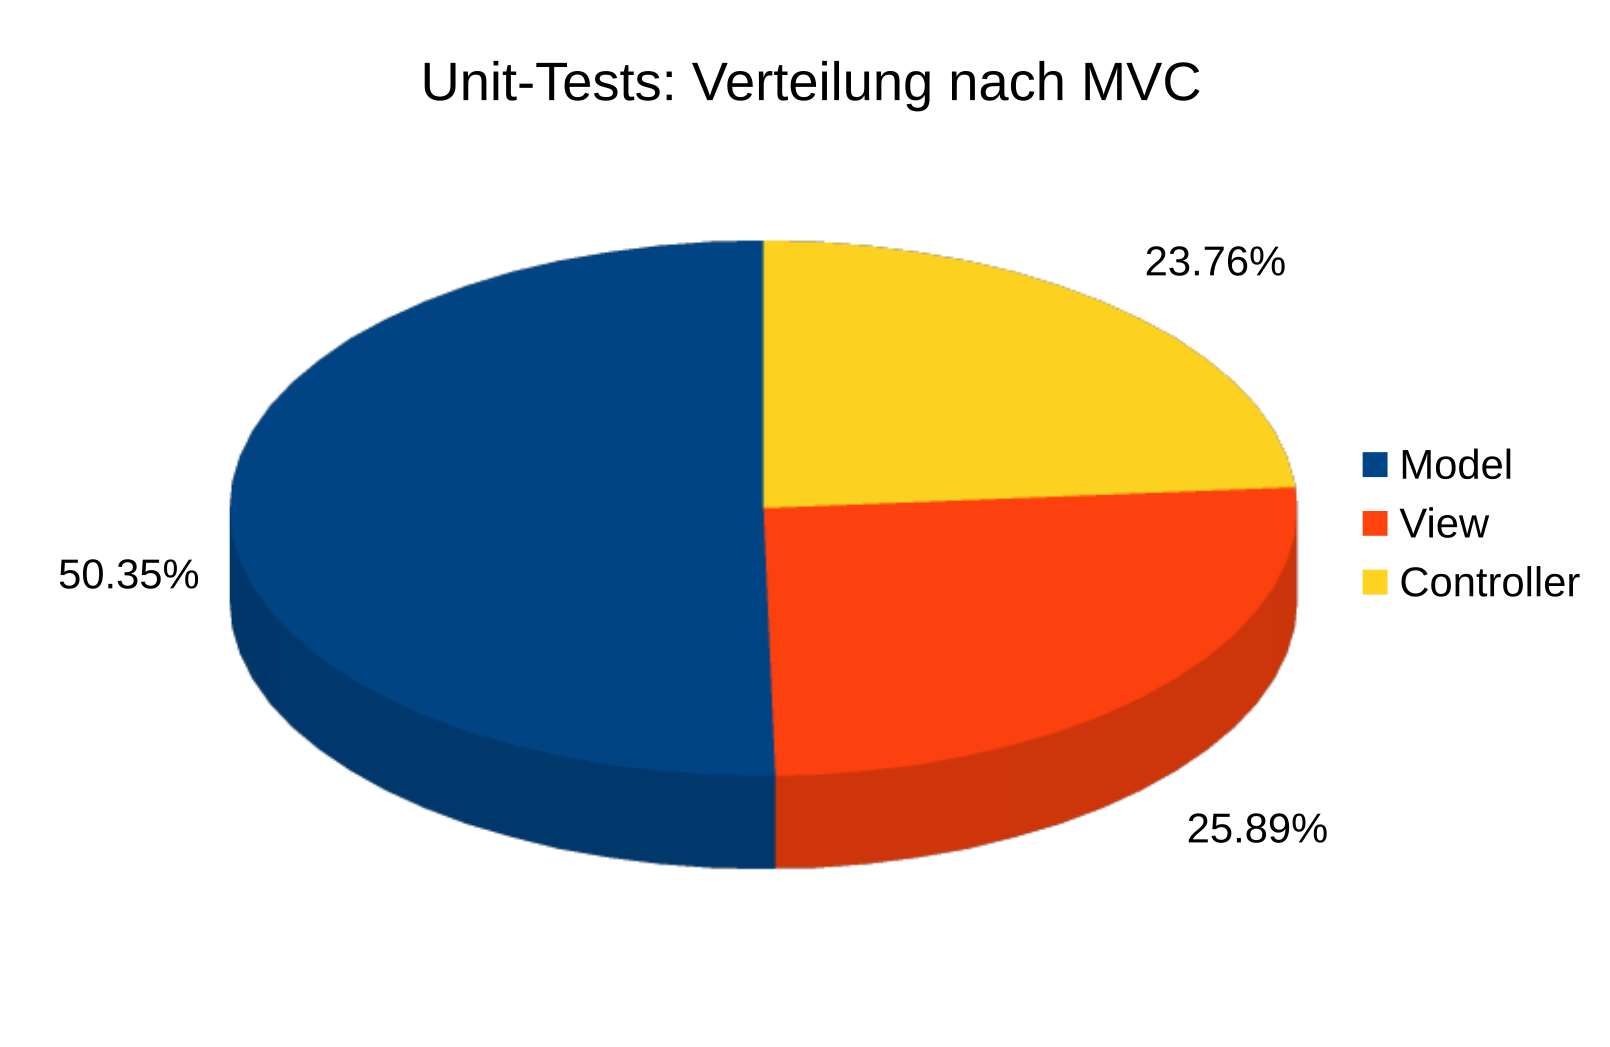 Unit-Tests: Verteilung nach MVC
23.76%
Model
View
Controller
50.35%
25.89%